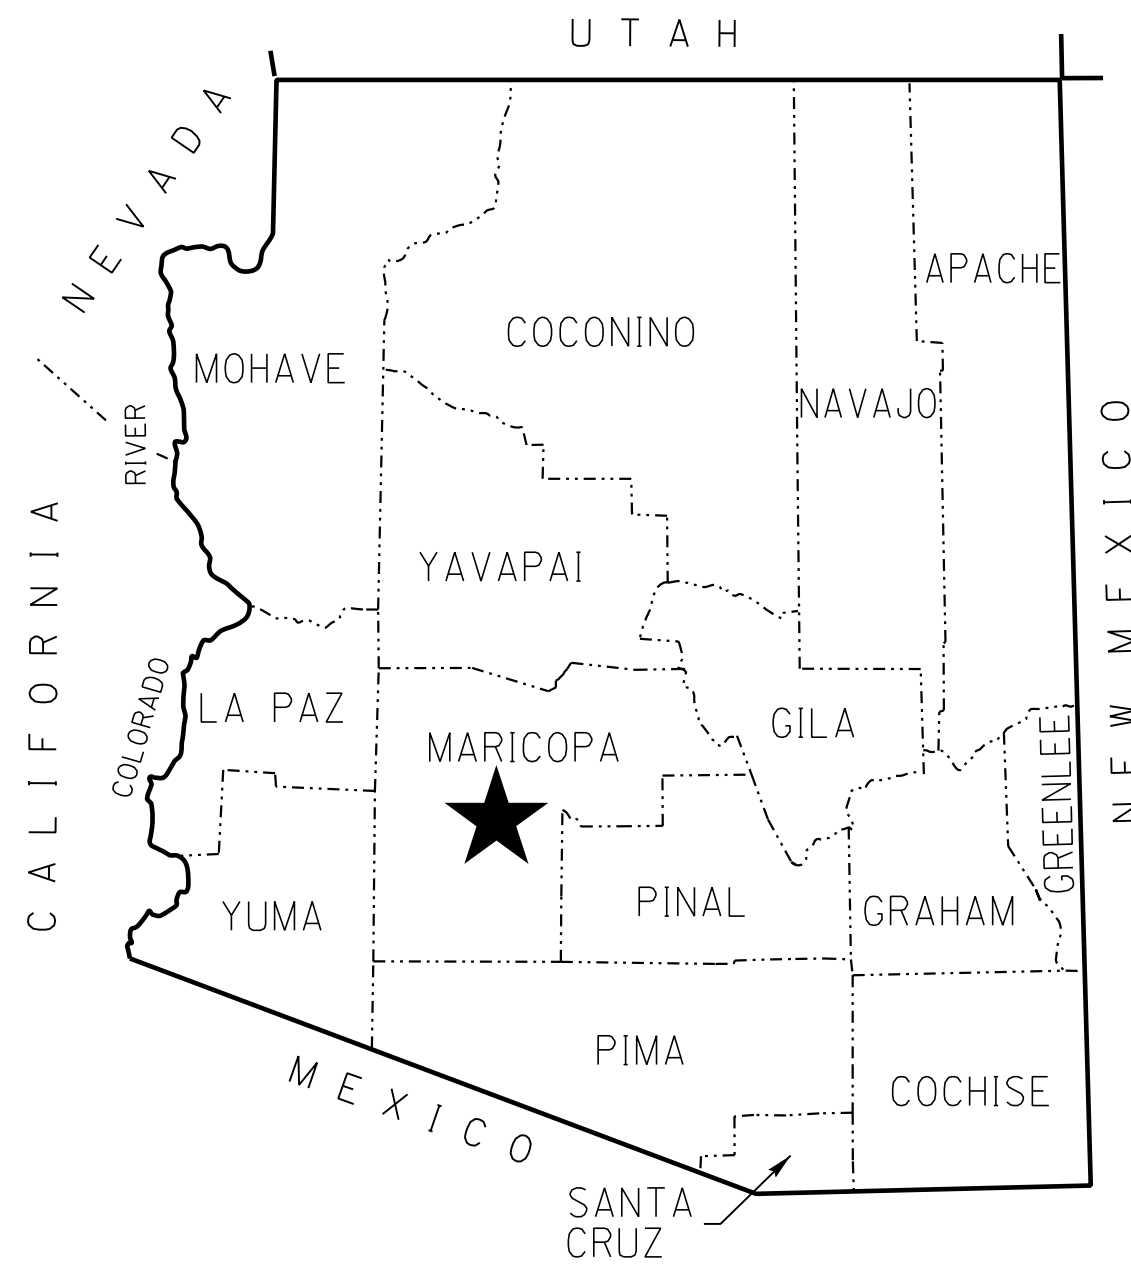 UTAH
NEVADA
APACHE
COCONINO
MOHAVE
NAVAJO
RIVER
NEW MEXICO
CALIFORNIA
YAVAPAI
COLORADO
LA PAZ
GILA
MARICOPA
GREENLEE
PINAL
GRAHAM
YUMA
PIMA
MEXICO
COCHISE
SANTA
CRUZ